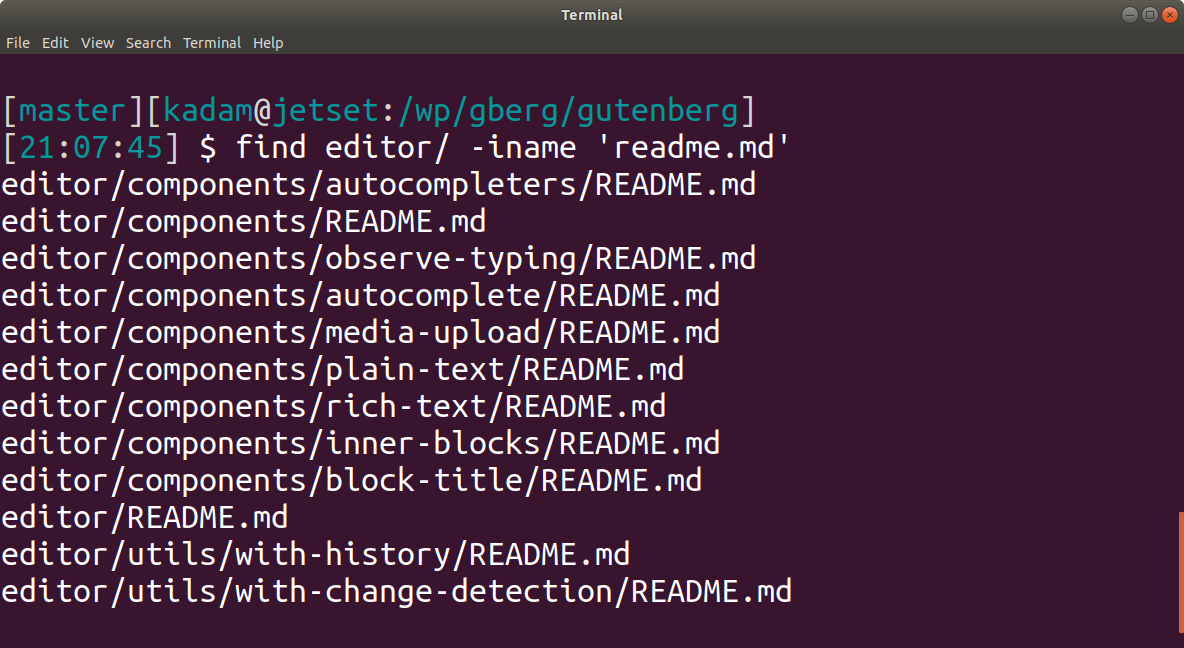 Terminal
File Edit View Search Terminal Help
[master][kadam@jetset:/wp/gberg/gutenberg]
[21:07:45] $ find editor/ -iname 'readme.md'
editor/components/autocompleters/README.md
editor/components/README.md
editor/components/observe-typing/README.md
editor/components/autocomplete/README.md
editor/components/media-upload/README.md
editor/components/plain-text/README.md
editor/components/rich-text/README.md
editor/components/inner-blocks/README.md
editor/components/block-title/README.md
editor/README.md
editor/utils/with-history/README.md
editor/utils/with-change-detection/README.md